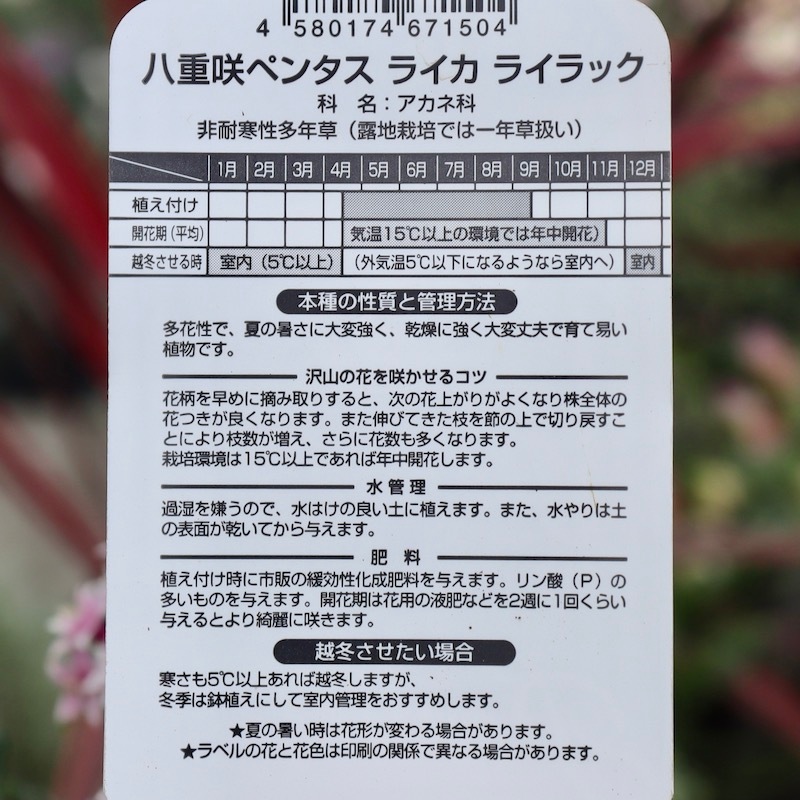 4 580174 671504
八重咲ペンタス ライカ ライラック
科 名：アカネ科
非耐寒性多年草（露地栽培では一年草扱い）
1月 2月 3月 4月 5月 6月 7月 8月 9月 10月 11月 12月
植え付け
開花期（平均） 気温15℃以上の環境では年中開花）
越冬させる時 室内（5℃以上） （外気温5℃以下になるようなら室内へ） 室内
本種の性質と管理方法
多花性で、夏の暑さに大変強く、乾燥に強く大変丈夫で育て易い
植物です。
沢山の花を咲かせるコツ
花柄を早めに摘み取りすると、次の花上がりがよくなり株全体の
花つきが良くなります。また伸びてきた枝を節の上で切り戻すこ
とにより枝数が増え、さらに花数も多くなります。
栽培環境は15℃以上であれば年中開花します。
水管理
過湿を嫌うので、水はけの良い土に植えます。また、水やりは土
の表面が乾いてから与えます。
肥 料
植え付け時に市販の緩効性化成肥料を与えます。リン酸（P）の
多いものを与えます。開花期は花用の液肥などを2週に1回くらい
与えるとより綺麗に咲きます。
越冬させたい場合
寒さも5℃以上あれば越冬しますが、
冬季は鉢植えにして室内管理をおすすめします。
★夏の暑い時は花形が変わる場合があります。
★ラベルの花と花色は印刷の関係で異なる場合があります。